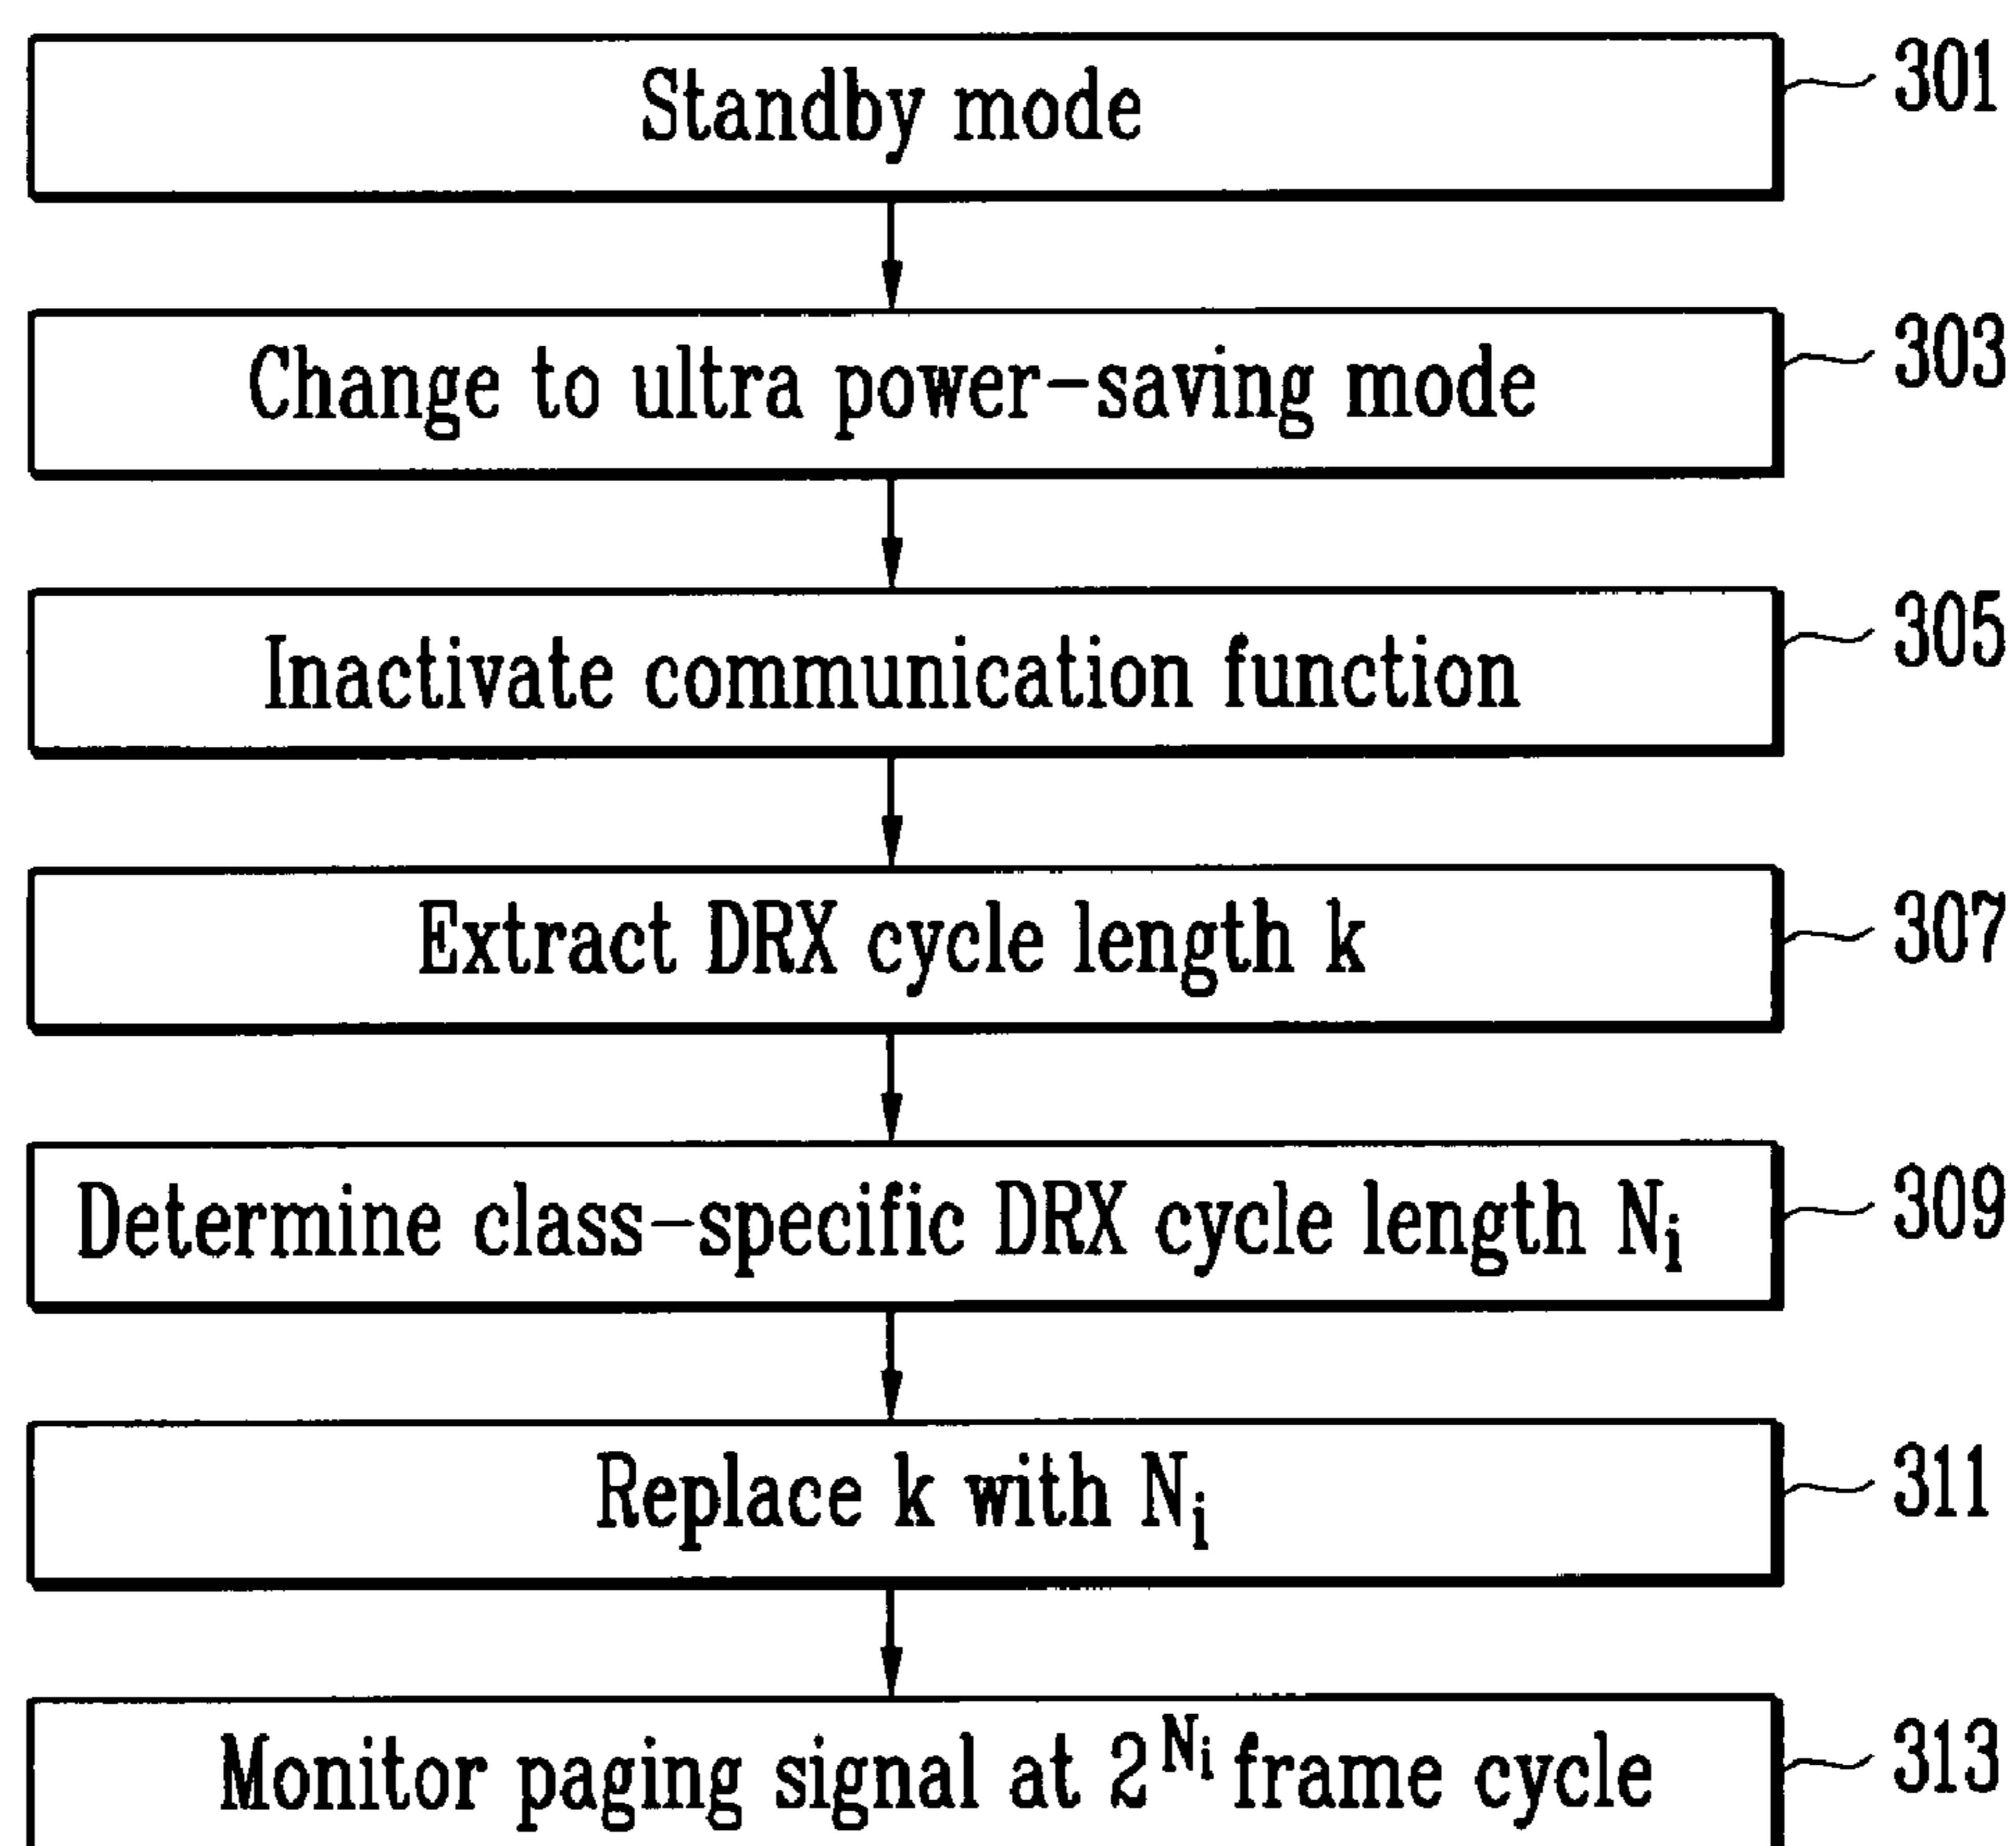 Standby mode 301
Change to ultra power-saving mode 303
Inactivate communication function 305
Extract DRX cycle length k 307
Determine class-specific DRX cycle length Nᵢ 309
Replace k with Nᵢ 311
Monitor paging signal at 2^Nᵢ frame cycle 313